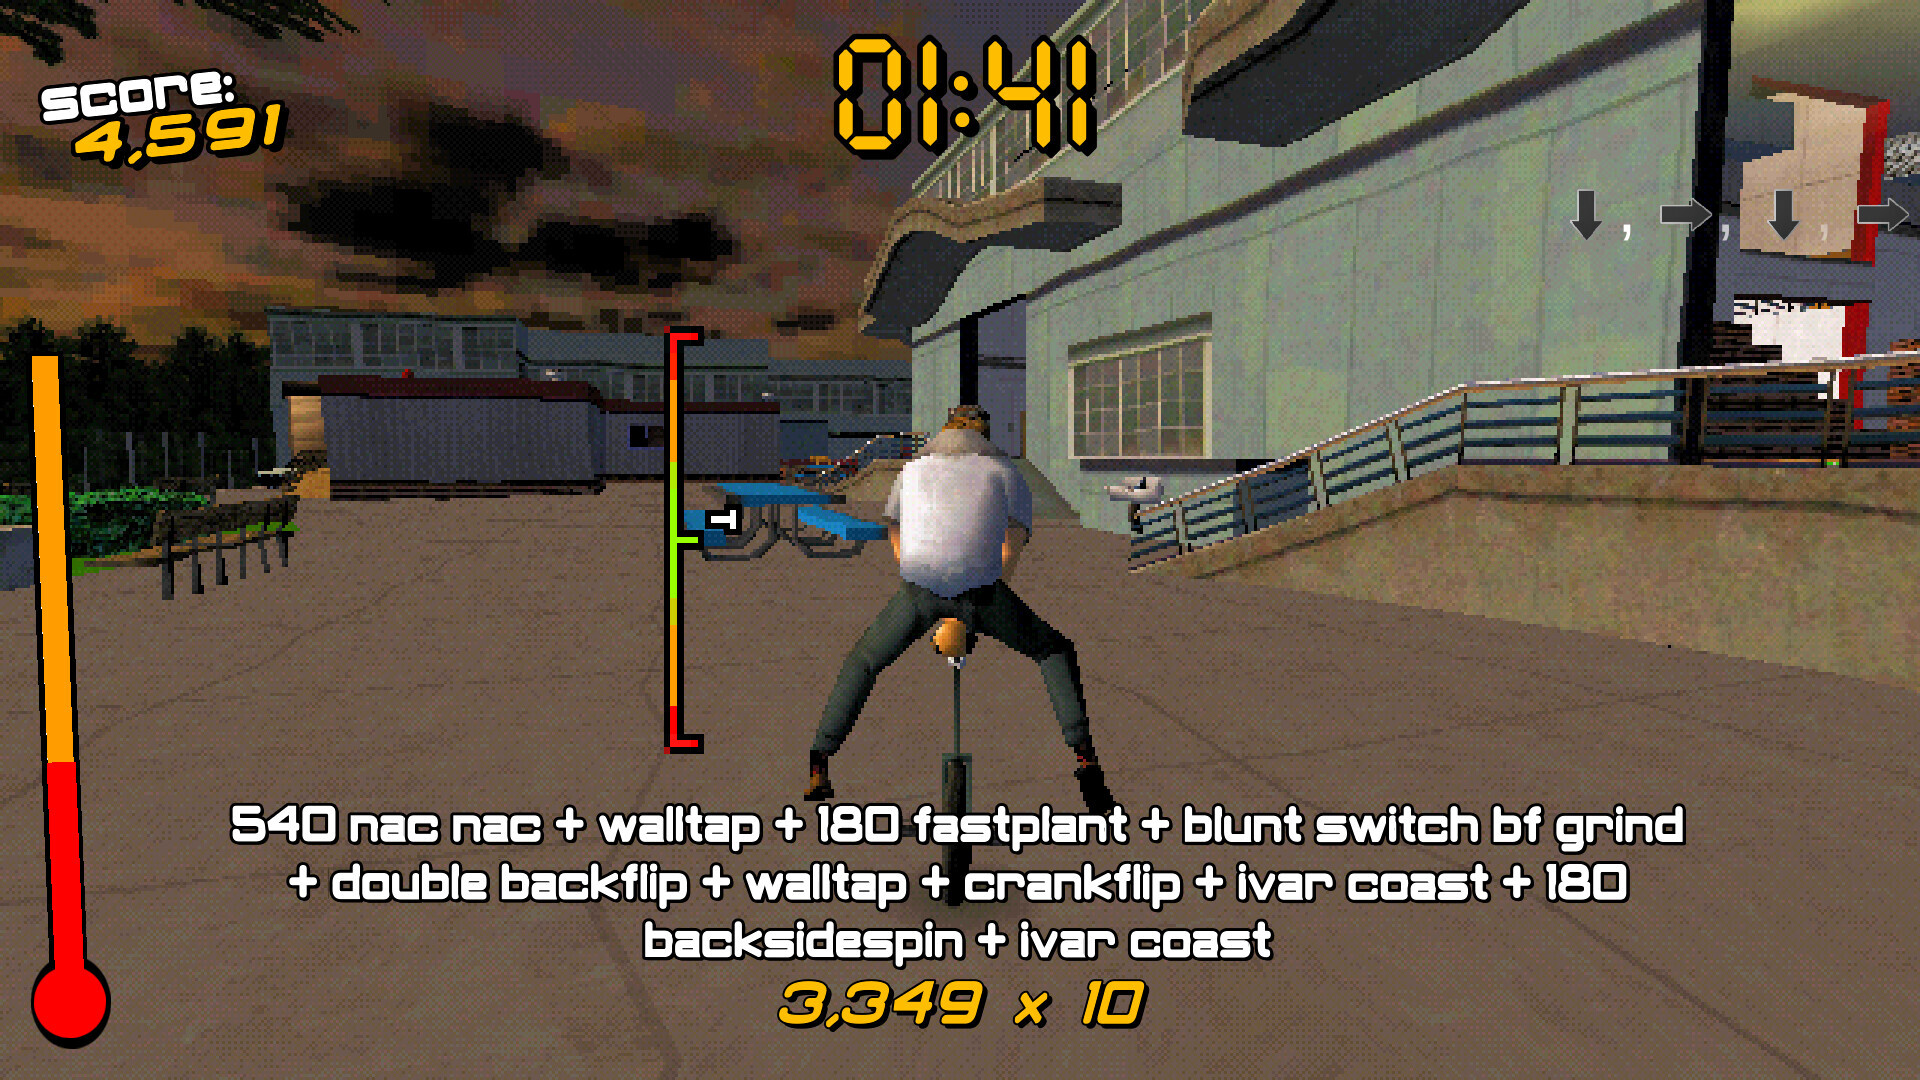 score:
4,591
01:41
, , ,
540 nac nac + walltap + 180 fastplant + blunt switch bf grind
+ double backflip + walltap + crankflip + ivar coast + 180
backsidespin + ivar coast
3,349 x 10